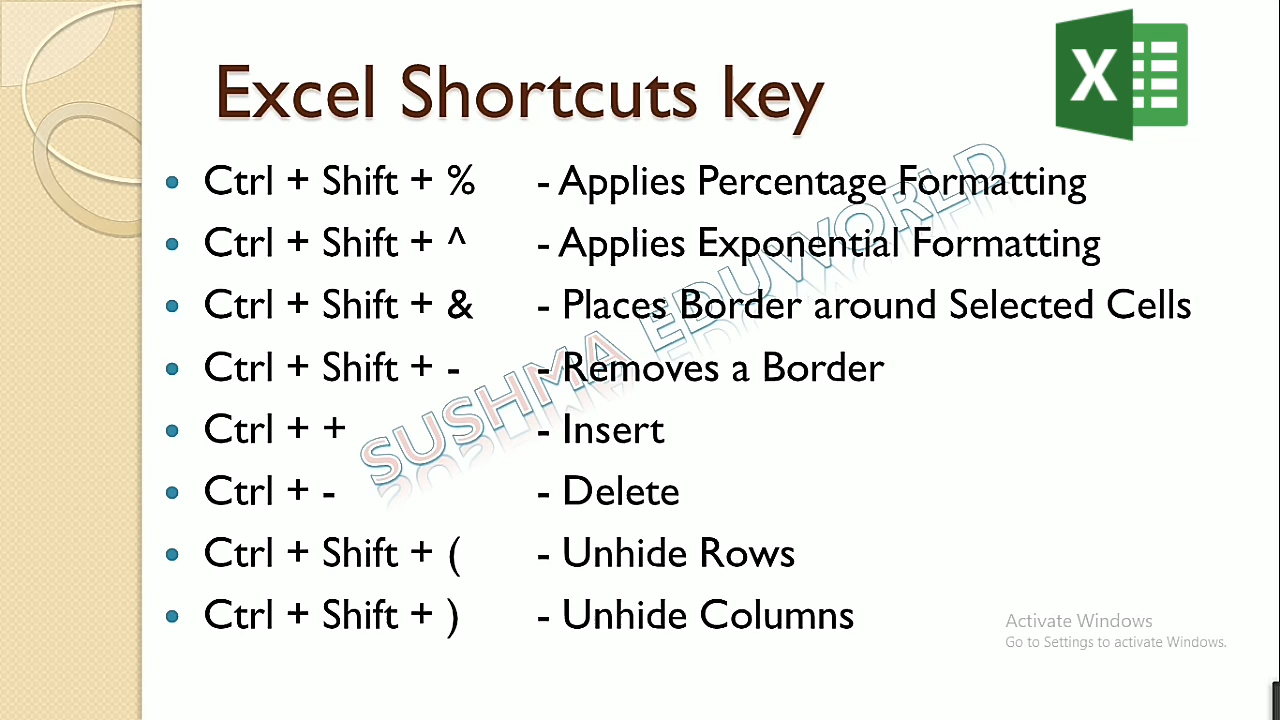 Excel Shortcuts key
X
Ctrl + Shift + % - Applies Percentage Formatting
Ctrl + Shift + ^ - Applies Exponential Formatting
Ctrl + Shift + & - Places Border around Selected Cells
Ctrl + Shift + - - Removes a Border
Ctrl + + - Insert
Ctrl + - - Delete
Ctrl + Shift + ( - Unhide Rows
Ctrl + Shift + ) - Unhide Columns
SUSHMA EDUWORLD
Activate Windows
Go to Settings to activate Windows.